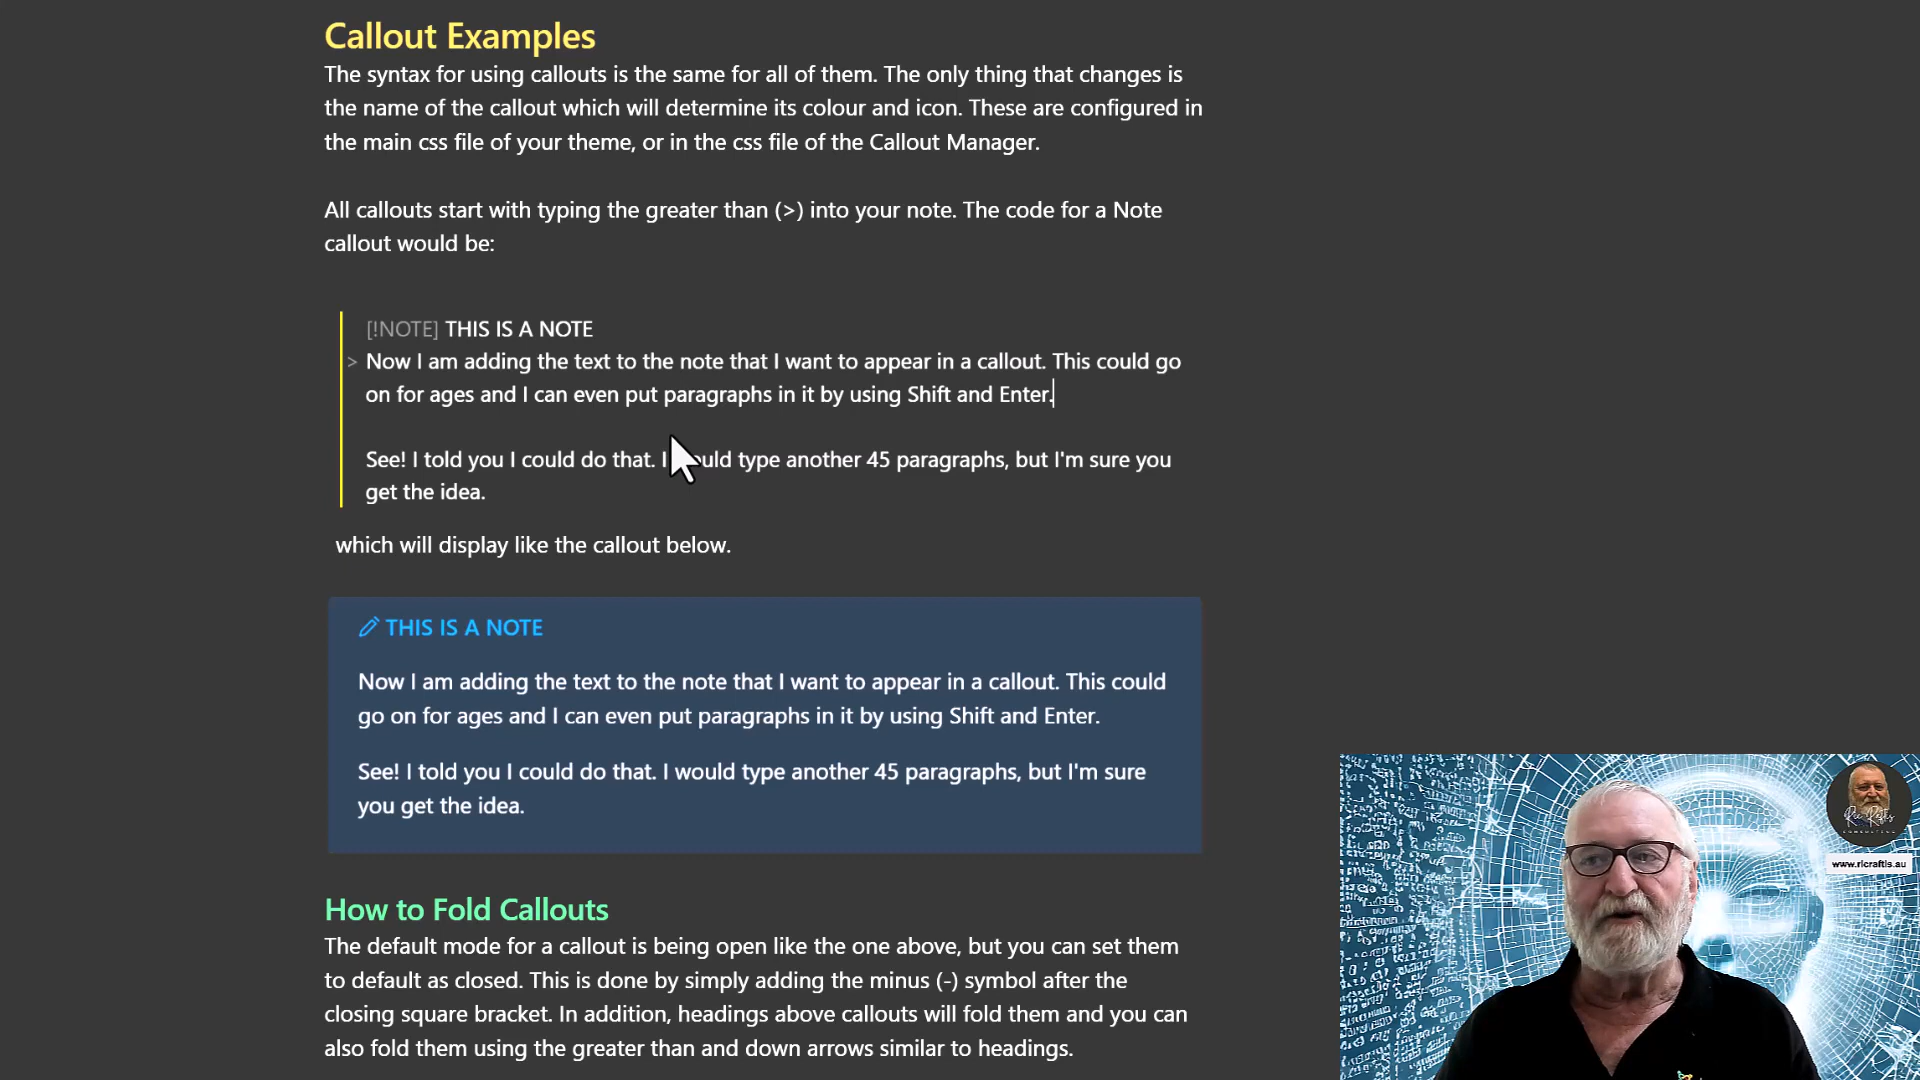 Callout Examples
The syntax for using callouts is the same for all of them. The only thing that changes is
the name of the callout which will determine its colour and icon. These are configured in
the main css file of your theme, or in the css file of the Callout Manager.
All callouts start with typing the greater than (>) into your note. The code for a Note
callout would be:
[!NOTE] THIS IS A NOTE
> Now I am adding the text to the note that I want to appear in a callout. This could go
on for ages and I can even put paragraphs in it by using Shift and Enter.
See! I told you I could do that. I would type another 45 paragraphs, but I'm sure you
get the idea.
which will display like the callout below.
THIS IS A NOTE
Now I am adding the text to the note that I want to appear in a callout. This could
go on for ages and I can even put paragraphs in it by using Shift and Enter.
See! I told you I could do that. I would type another 45 paragraphs, but I'm sure
you get the idea.
Ric Raftis
CONSULTING
www.ricraftis.au
How to Fold Callouts
The default mode for a callout is being open like the one above, but you can set them
to default as closed. This is done by simply adding the minus (-) symbol after the
closing square bracket. In addition, headings above callouts will fold them and you can
also fold them using the greater than and down arrows similar to headings.